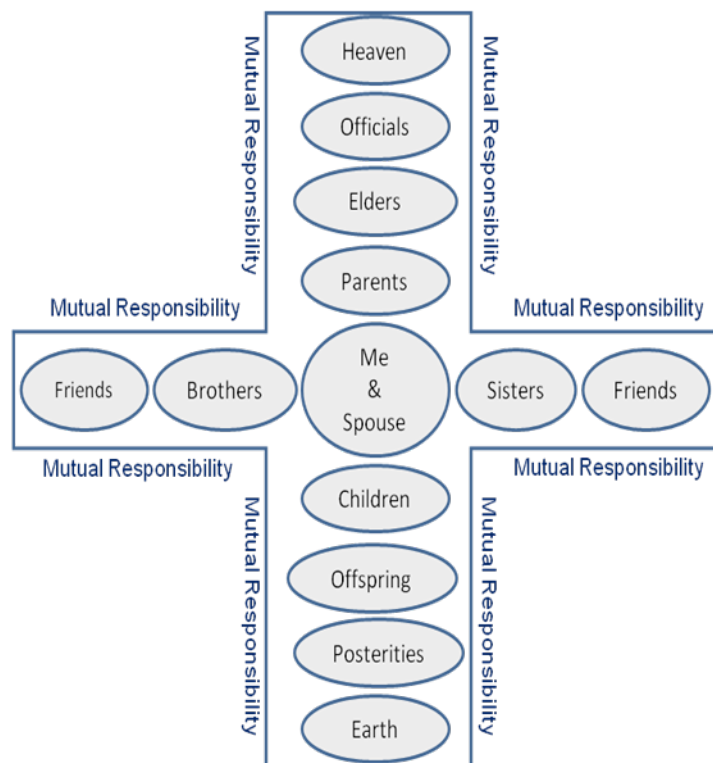 Heaven
Mutual Responsibility
Mutual Responsibility
Officials
Elders
Parents
Mutual Responsibility
Mutual Responsibility
Friends
Brothers
Me
&
Spouse
Sisters
Friends
Mutual Responsibility
Mutual Responsibility
Children
Mutual Responsibility
Mutual Responsibility
Offspring
Posterities
Earth